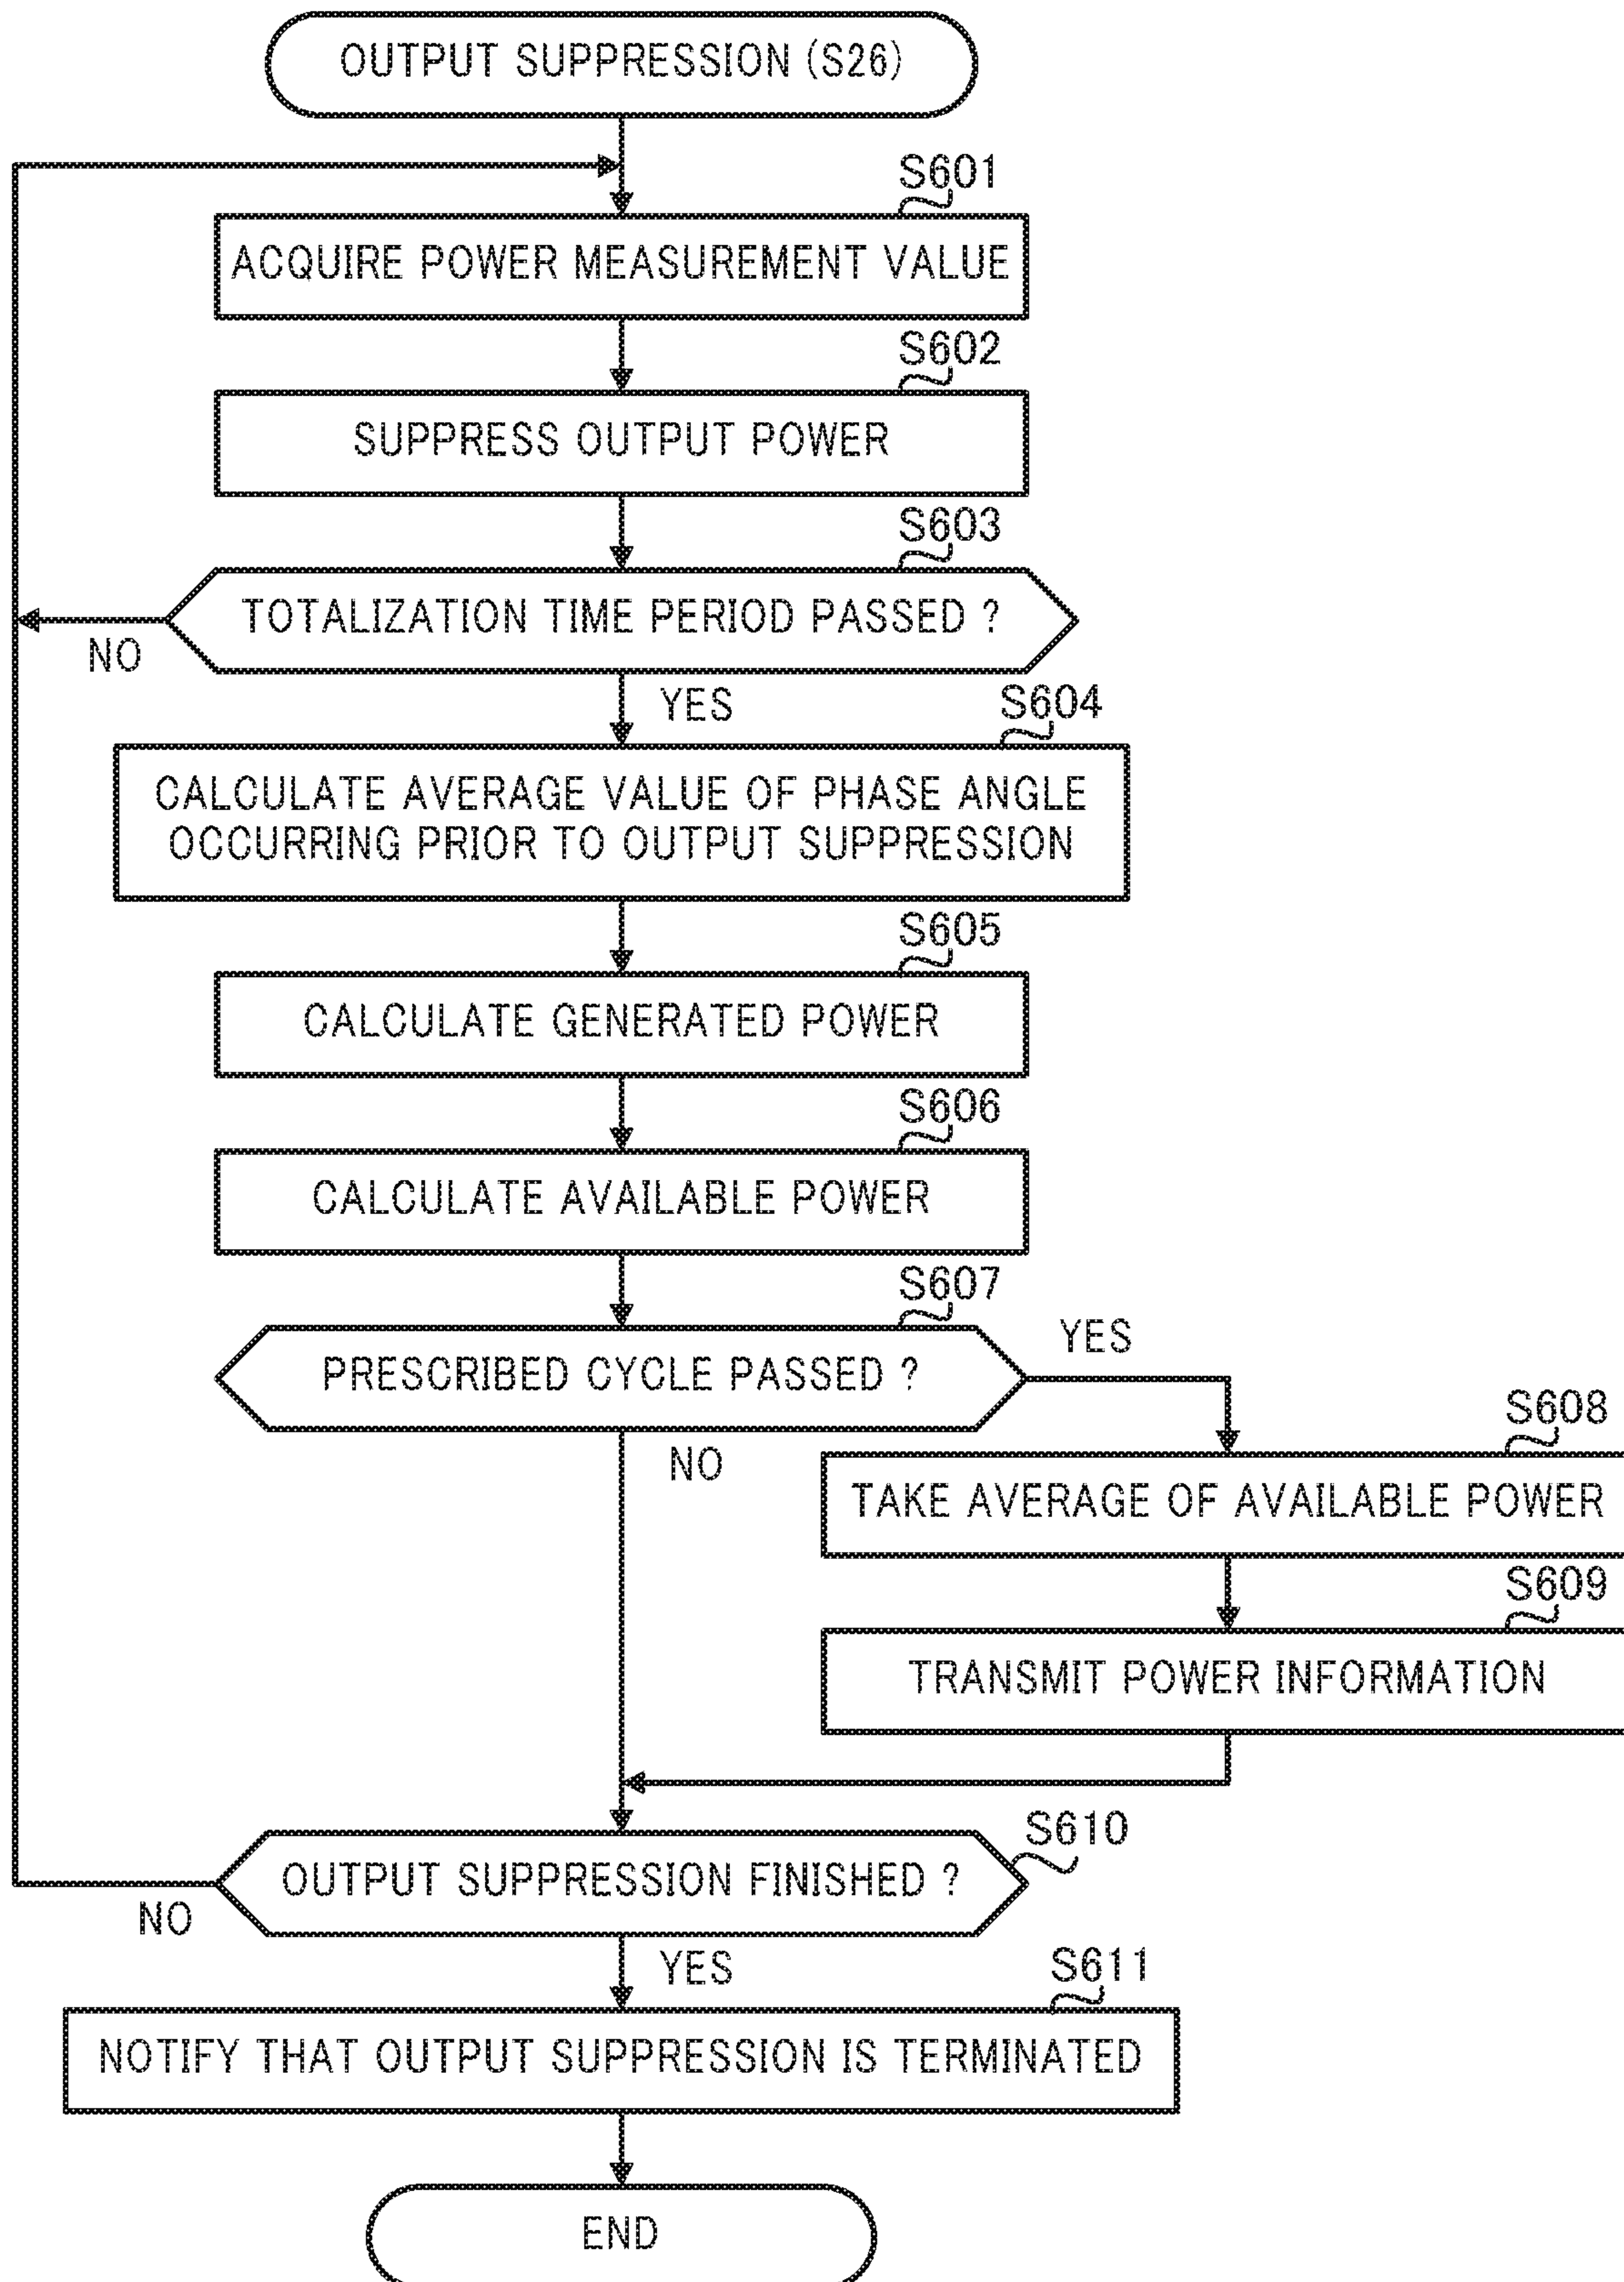 OUTPUT SUPPRESSION (S26)
S601
ACQUIRE POWER MEASUREMENT VALUE
S602
SUPPRESS OUTPUT POWER
S603
TOTALIZATION TIME PERIOD PASSED ?
NO
YES
S604
CALCULATE AVERAGE VALUE OF PHASE ANGLE
OCCURRING PRIOR TO OUTPUT SUPPRESSION
S605
CALCULATE GENERATED POWER
S606
CALCULATE AVAILABLE POWER
S607
PRESCRIBED CYCLE PASSED ?
YES
NO
S608
TAKE AVERAGE OF AVAILABLE POWER
S609
TRANSMIT POWER INFORMATION
S610
OUTPUT SUPPRESSION FINISHED ?
NO
YES
S611
NOTIFY THAT OUTPUT SUPPRESSION IS TERMINATED
END